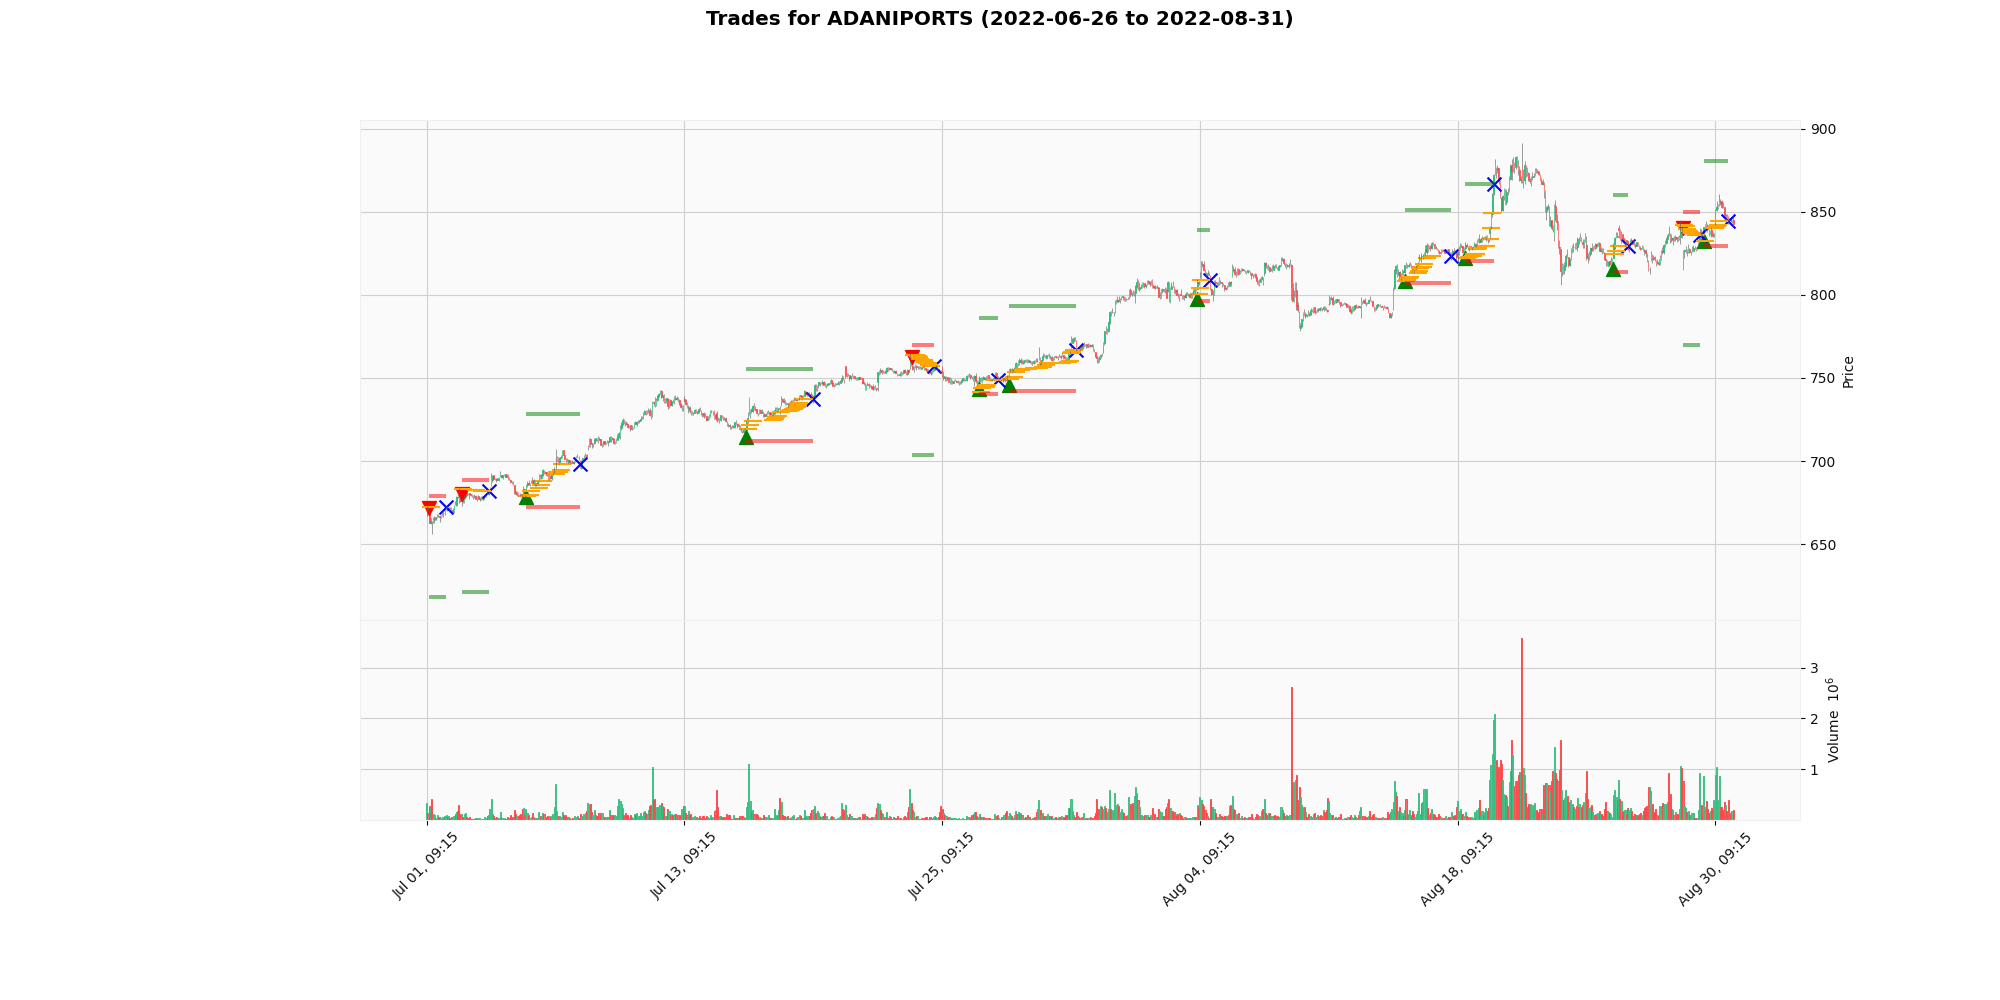 Trades for ADANIPORTS (2022-06-26 to 2022-08-31)
900
850
800
750
700
650
Price
3
2
1
Volume 10^6
Jul 01, 09:15
Jul 13, 09:15
Jul 25, 09:15
Aug 04, 09:15
Aug 18, 09:15
Aug 30, 09:15